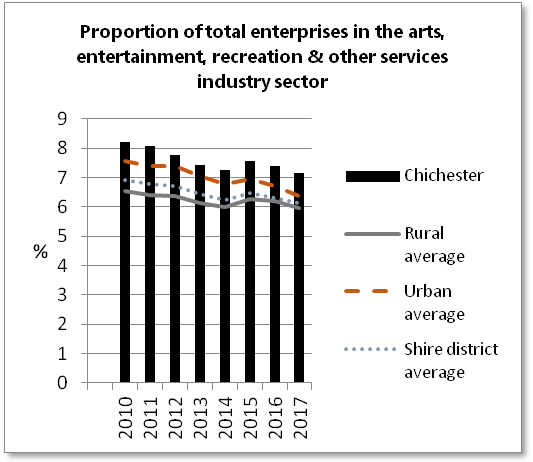 Proportion of total enterprises in the arts,
entertainment, recreation & other services
industry sector
9
8
7
6
5
4
3
2
1
0
%
2010
2011
2012
2013
2014
2015
2016
2017
Chichester
Rural
average
Urban
average
Shire district
average